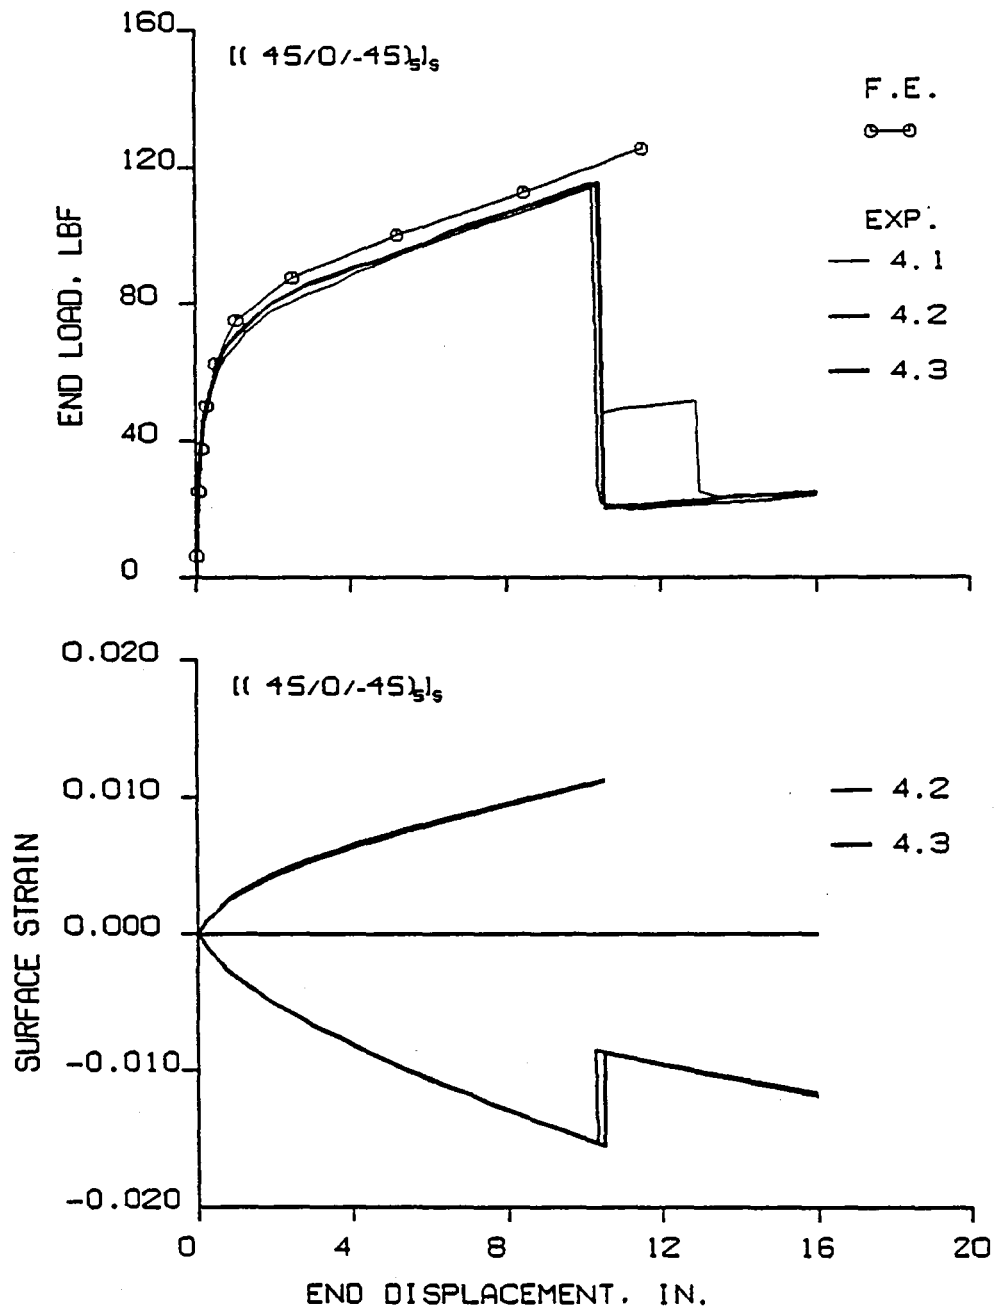 160
[( 45/0/-45)5]s
F.E.
120
END LOAD, LBF
EXP.
4.1
80
4.2
4.3
40
0
0.020
[( 45/0/-45)5]s
0.010
4.2
4.3
SURFACE STRAIN
0.000
-0.010
-0.020
0 4 8 12 16 20
END DISPLACEMENT, IN.